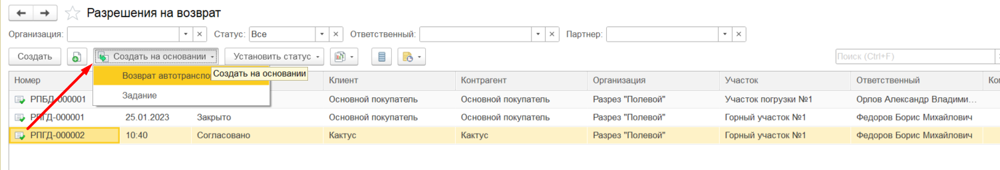 Разрешения на возврат
Организация: Статус: Все Ответственный: Партнер:
Создать Создать на основании Установить статус Поиск (Ctrl+F)
Возврат автотранспо Создать на основании
Задание
Номер Клиент Контрагент Организация Участок Ответственный
РПБД-000001 Основной покупатель Основной покупатель Разрез "Полевой" Участок погрузки №1 Орлов Александр Владими...
РПГД-000001 25.01.2023 Закрыто Основной покупатель Основной покупатель Разрез "Полевой" Горный участок №1 Федоров Борис Михайлович
РПГД-000002 10:40 Согласовано Кактус Кактус Разрез "Полевой" Горный участок №1 Федоров Борис Михайлович